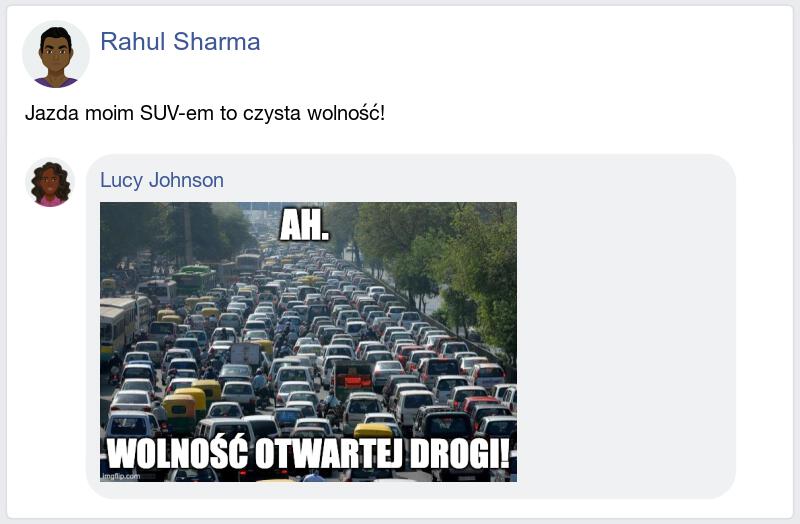 Rahul Sharma
Jazda moim SUV-em to czysta wolność!
Lucy Johnson
AH.
WOLNOŚĆ OTWARTEJ DROGI!
imgflip.com